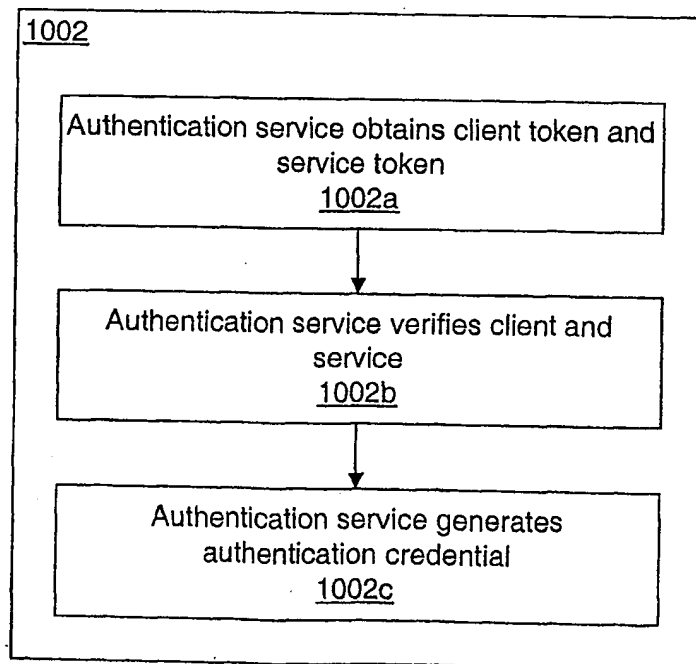 1002
Authentication service obtains client token and
service token
1002a
Authentication service verifies client and
service
1002b
Authentication service generates
authentication credential
1002c